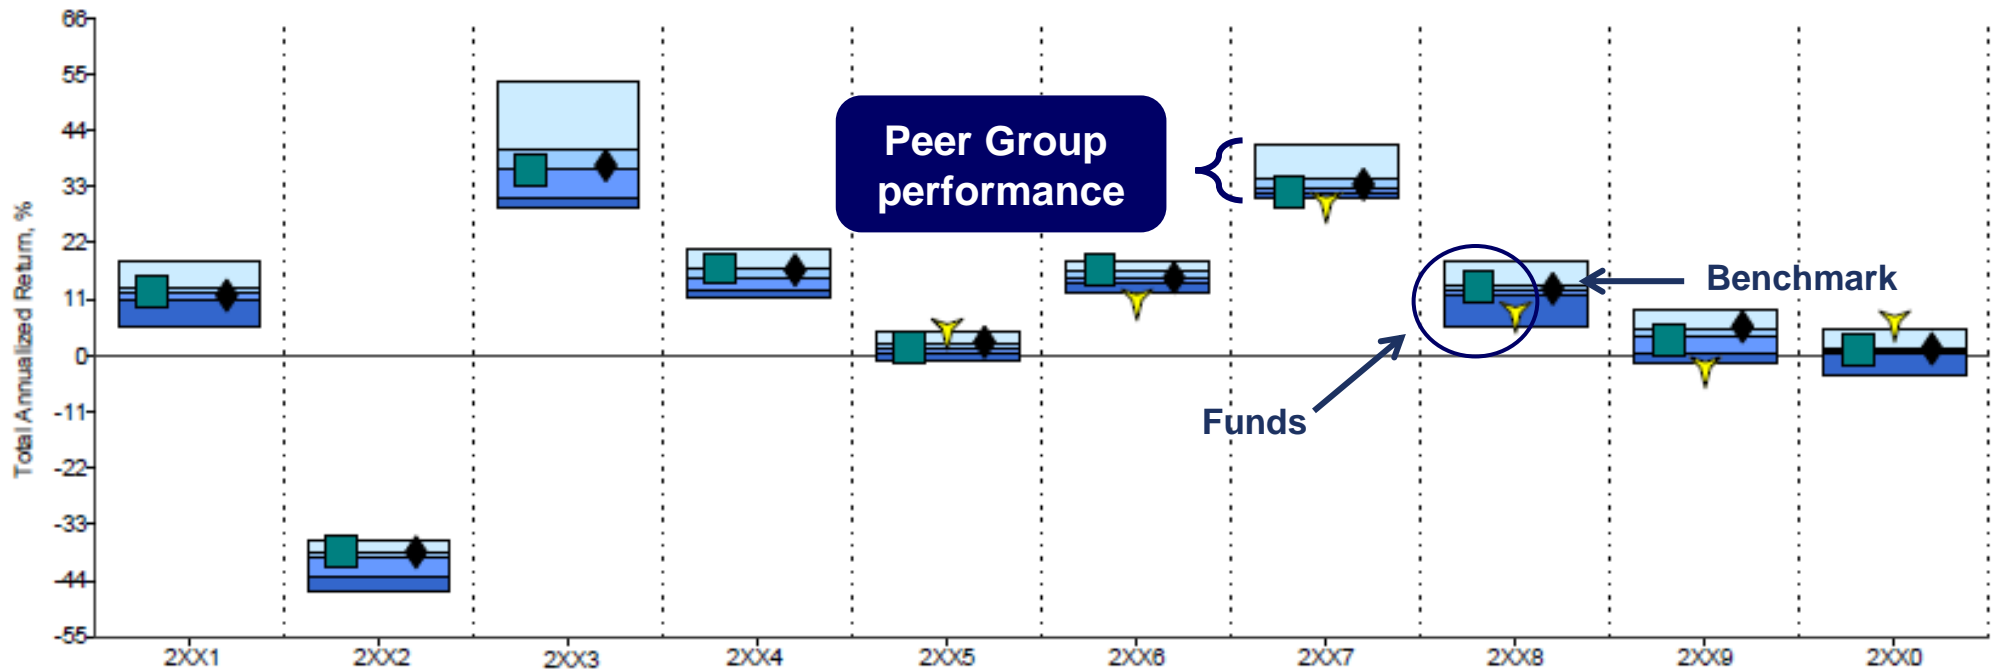 66
55
44
33
22
11
0
-11
-22
-33
-44
-55
Total Annualized Return, %
Peer Group
performance
Benchmark
Funds
2XX1
2XX2
2XX3
2XX4
2XX5
2XX6
2XX7
2XX8
2XX9
2XX0